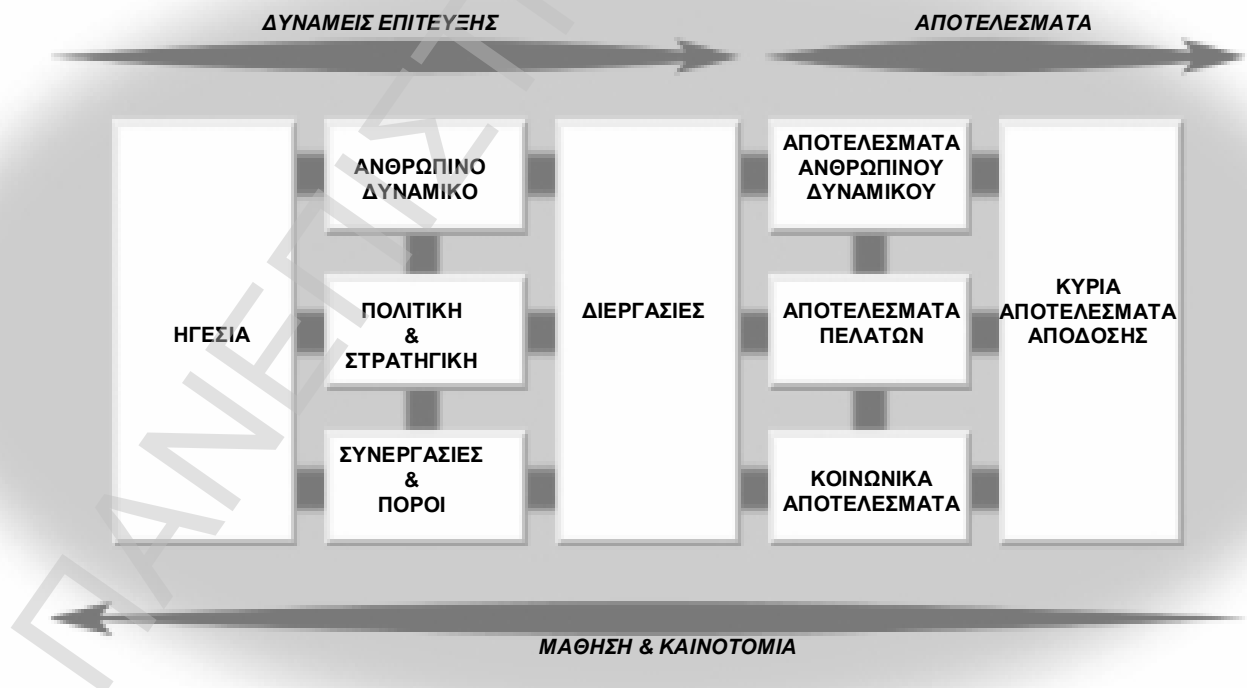 ΔΥΝΑΜΕΙΣ ΕΠΙΤΕΥΞΗΣ
ΑΠΟΤΕΛΕΣΜΑΤΑ
ΗΓΕΣΙΑ
ΑΝΘΡΩΠΙΝΟ
ΔΥΝΑΜΙΚΟ
ΠΟΛΙΤΙΚΗ
&
ΣΤΡΑΤΗΓΙΚΗ
ΣΥΝΕΡΓΑΣΙΕΣ
&
ΠΟΡΟΙ
ΔΙΕΡΓΑΣΙΕΣ
ΑΠΟΤΕΛΕΣΜΑΤΑ
ΑΝΘΡΩΠΙΝΟΥ
ΔΥΝΑΜΙΚΟΥ
ΑΠΟΤΕΛΕΣΜΑΤΑ
ΠΕΛΑΤΩΝ
ΚΟΙΝΩΝΙΚΑ
ΑΠΟΤΕΛΕΣΜΑΤΑ
ΚΥΡΙΑ
ΑΠΟΤΕΛΕΣΜΑΤΑ
ΑΠΟΔΟΣΗΣ
ΜΑΘΗΣΗ & ΚΑΙΝΟΤΟΜΙΑ